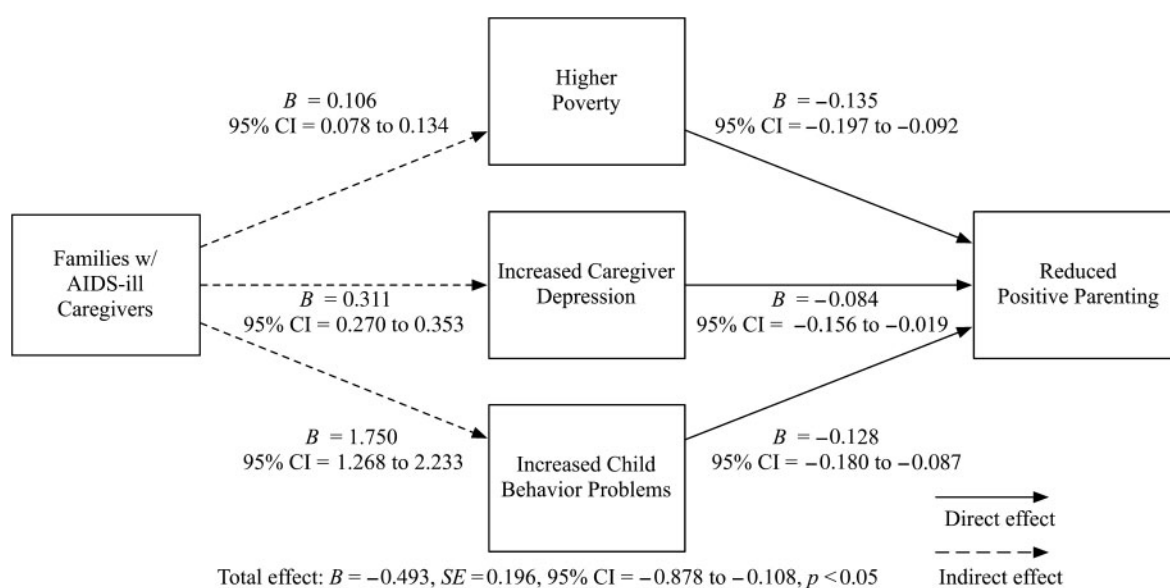 Higher
Poverty
B = 0.106
95% CI = 0.078 to 0.134
B = −0.135
95% CI = −0.197 to −0.092
Families w/
AIDS-ill
Caregivers
Increased Caregiver
Depression
Reduced
Positive Parenting
B = 0.311
95% CI = 0.270 to 0.353
B = −0.084
95% CI = −0.156 to −0.019
B = 1.750
95% CI = 1.268 to 2.233
Increased Child
Behavior Problems
B = −0.128
95% CI = −0.180 to −0.087
Direct effect
Indirect effect
Total effect: B = −0.493, SE = 0.196, 95% CI = −0.878 to −0.108, p < 0.05